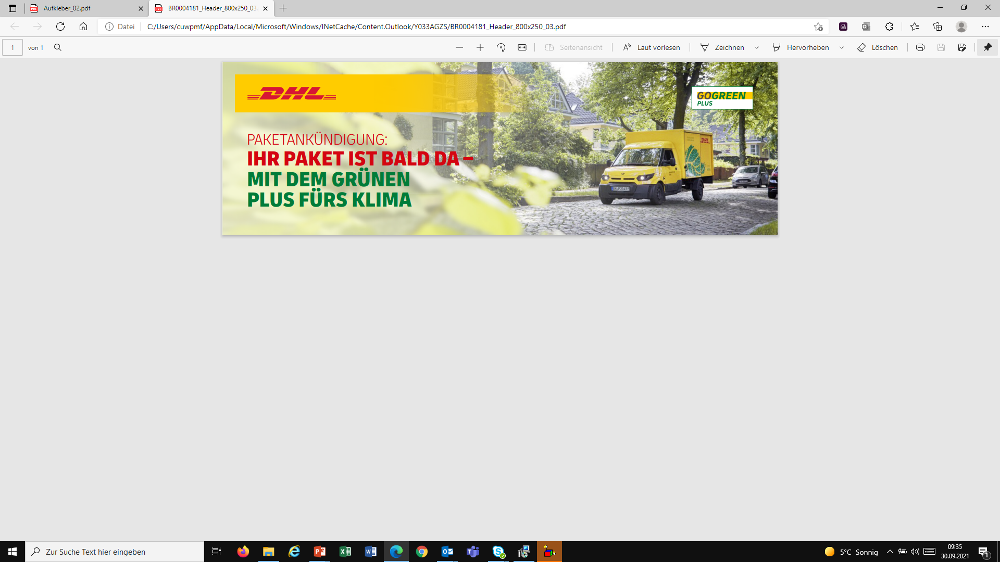 Aufkleber_02.pdf
BR0004181_Header_800x250_03.
Datei
C:/Users/cuwpmf/AppData/Local/Microsoft/Windows/INetCache/Content.Outlook/Y033AGZS/BR0004181_Header_800x250_03.pdf
1 von 1
Seitenansicht
Laut vorlesen
Zeichnen
Hervorheben
Löschen
DHL
GOGREEN
PLUS
PAKETANKÜNDIGUNG:
IHR PAKET IST BALD DA –
MIT DEM GRÜNEN
PLUS FÜRS KLIMA
Zur Suche Text hier eingeben
5°C Sonnig
09:35
30.09.2021
1